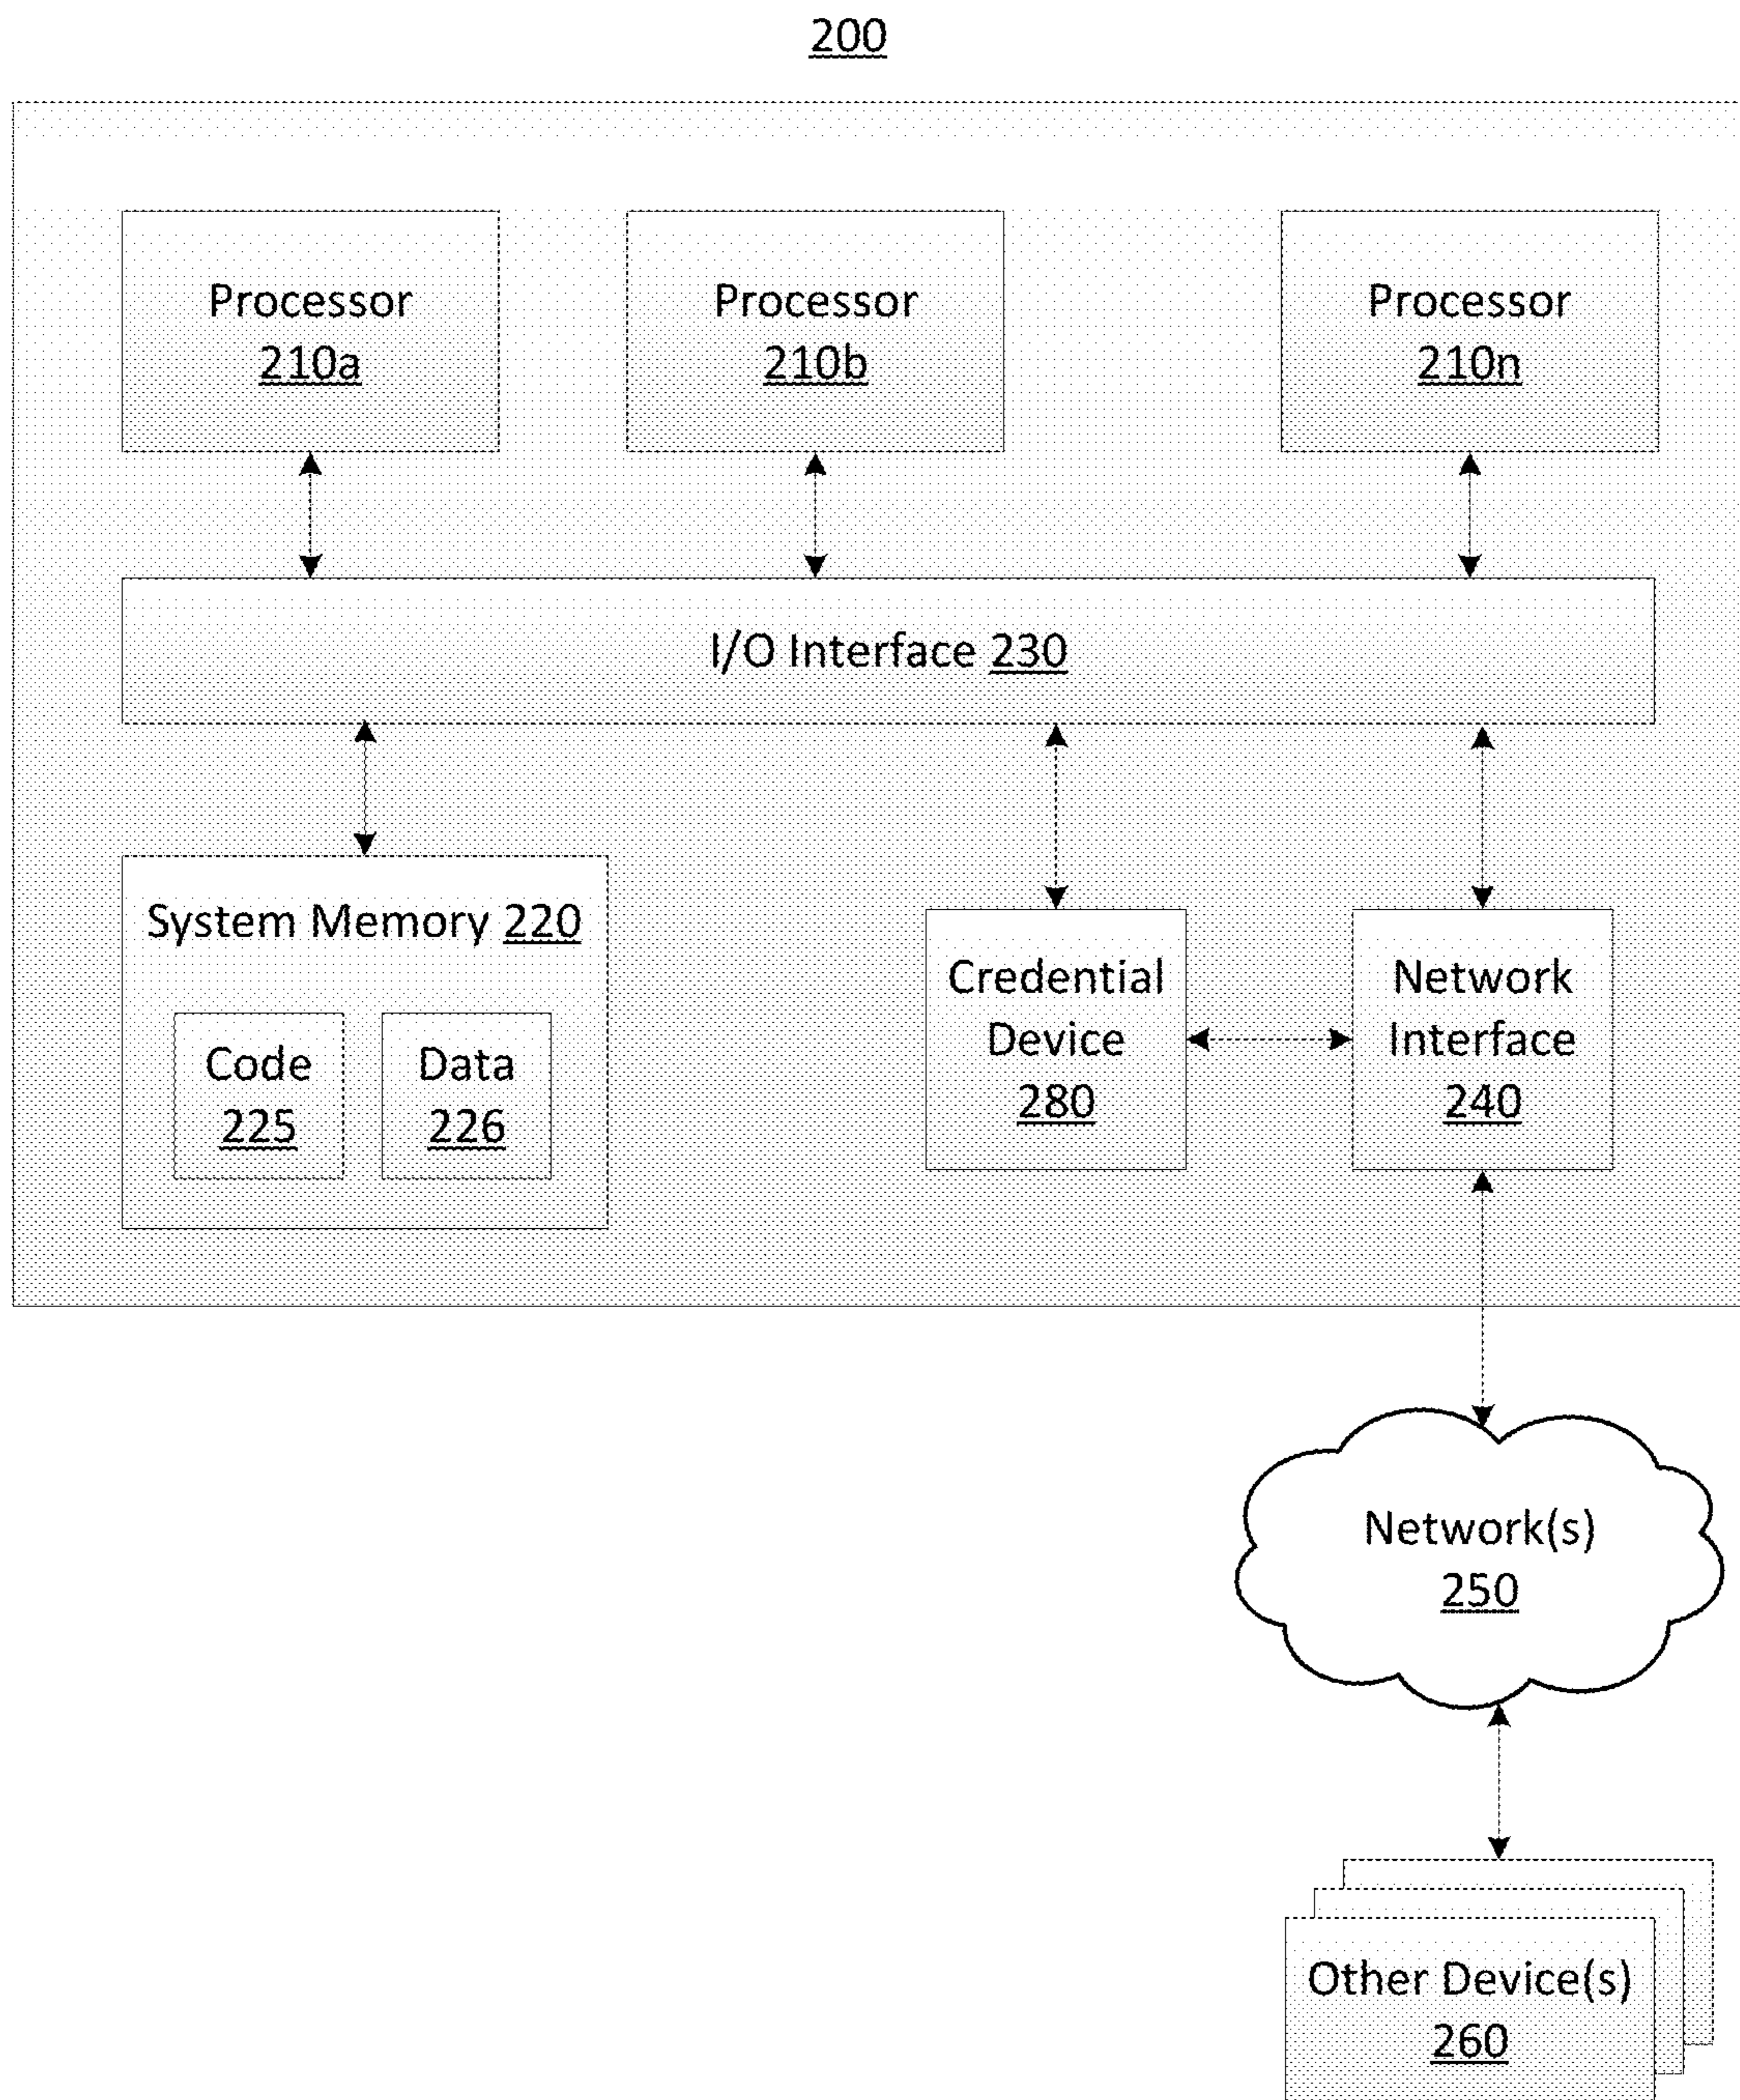 200
Processor
210a
Processor
210b
Processor
210n
I/O Interface 230
System Memory 220
Code
225
Data
226
Credential
Device
280
Network
Interface
240
Network(s)
250
Other Device(s)
260